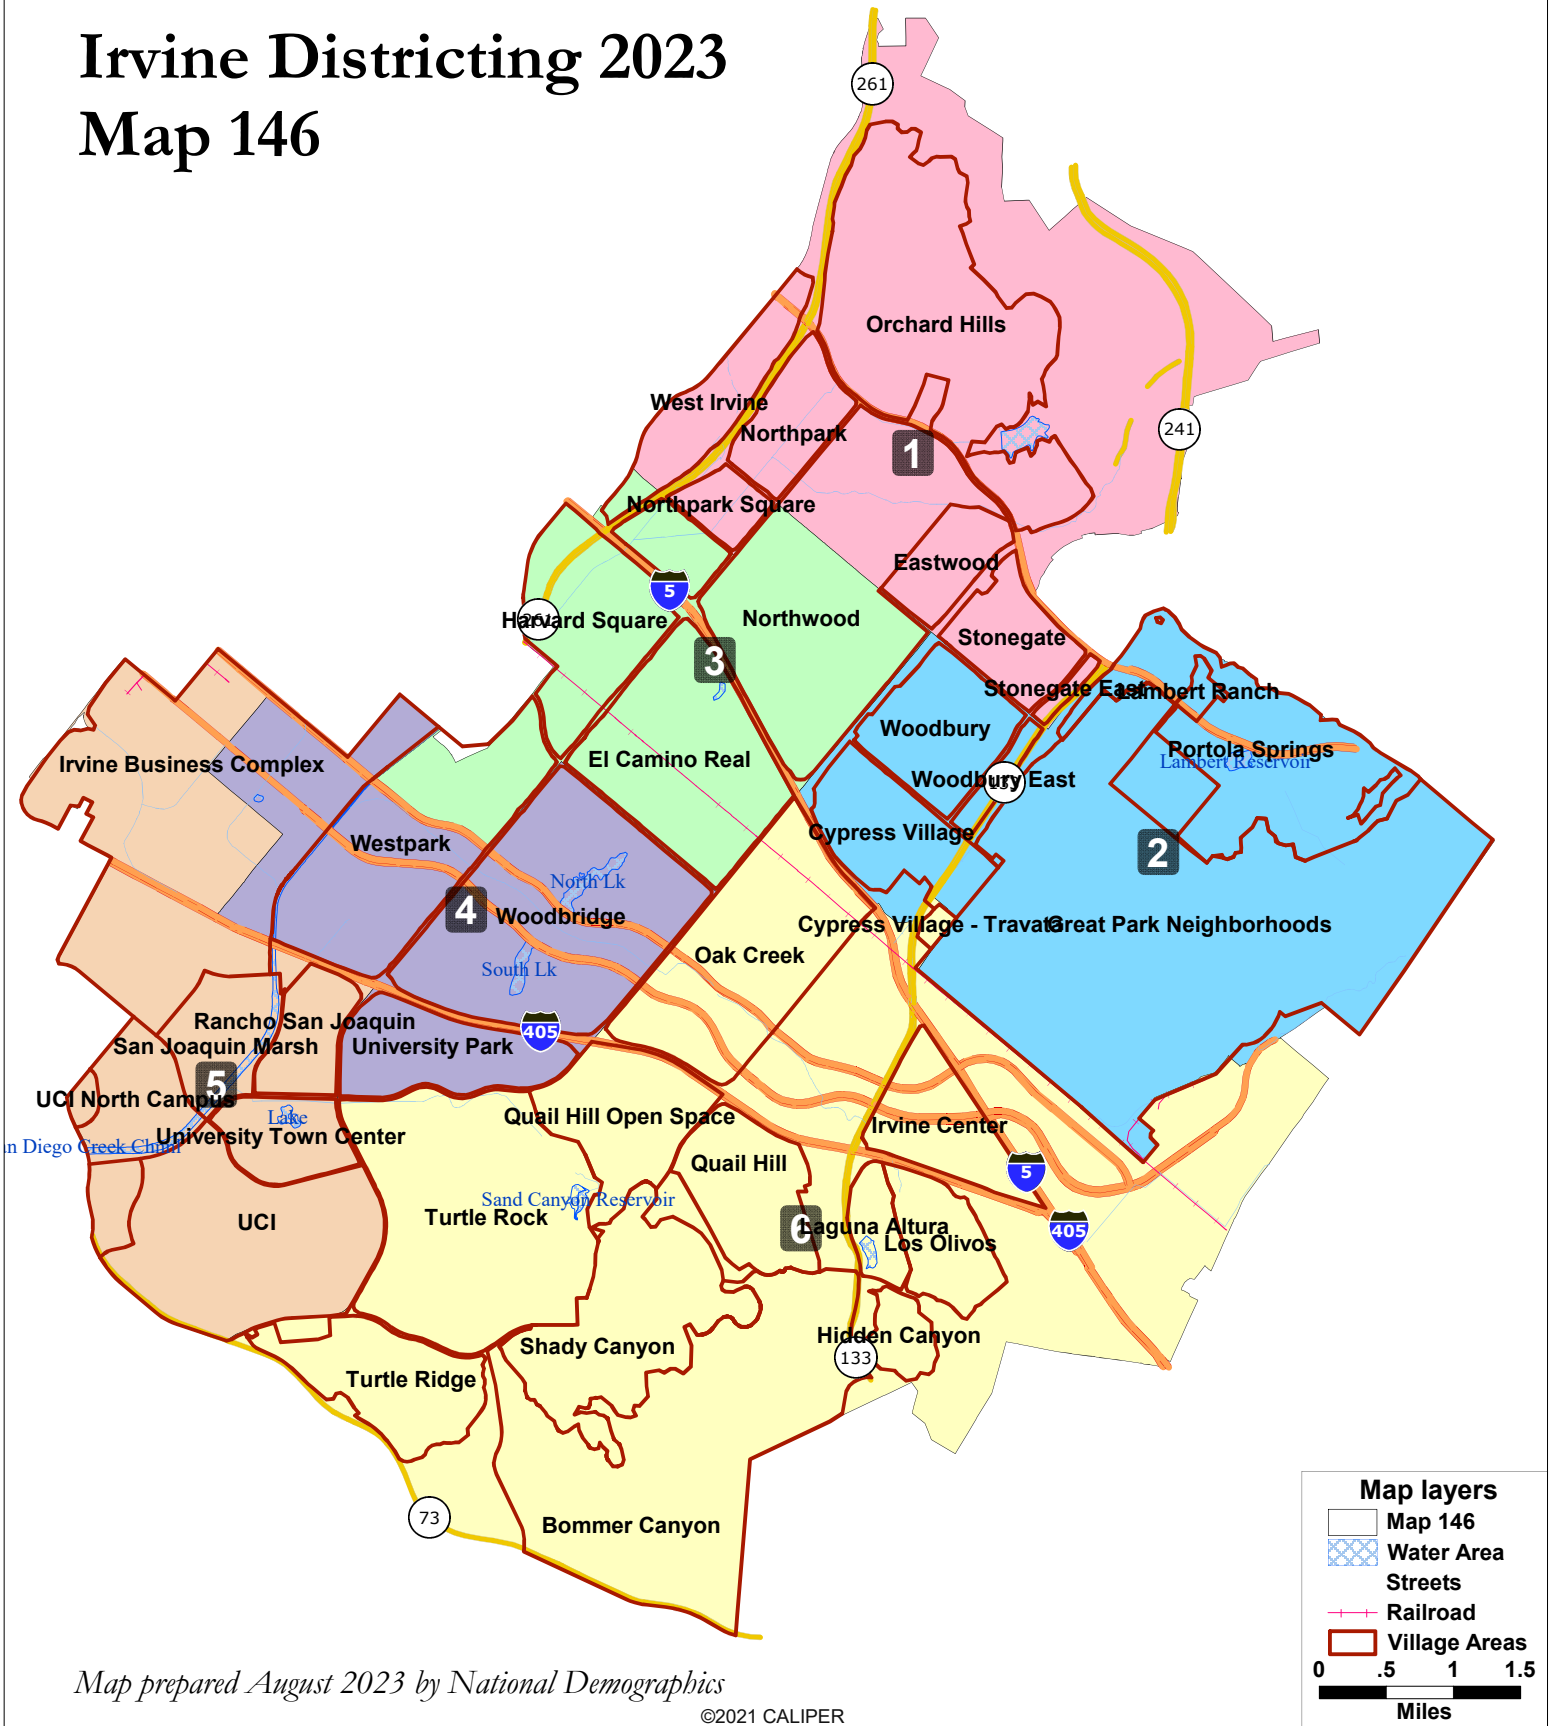 Irvine Districting 2023
Map 146
261
Orchard Hills
West Irvine
241
Northpark
1
Northpark Square
Eastwood
5
261
Harvard Square
Northwood
Stonegate
3
Stonegate East
Lambert Ranch
Woodbury
Portola Springs
El Camino Real
Lambert Reservoir
Irvine Business Complex
Woodbury East
133
Cypress Village
Westpark
2
North Lk
4
Woodbridge
Cypress Village - Travata
Great Park Neighborhoods
Oak Creek
South Lk
Rancho San Joaquin
405
San Joaquin Marsh
University Park
5
UCI North Campus
Lake
Quail Hill Open Space
Irvine Center
University Town Center
an Diego Creek Chnnl
Quail Hill
5
Sand Canyon Reservoir
UCI
Turtle Rock
6
Laguna Altura
405
Los Olivos
Hidden Canyon
Shady Canyon
133
Turtle Ridge
73
Bommer Canyon
Map layers
Map 146
Water Area
Streets
Railroad
Village Areas
0 .5 1 1.5
Miles
Map prepared August 2023 by National Demographics
©2021 CALIPER